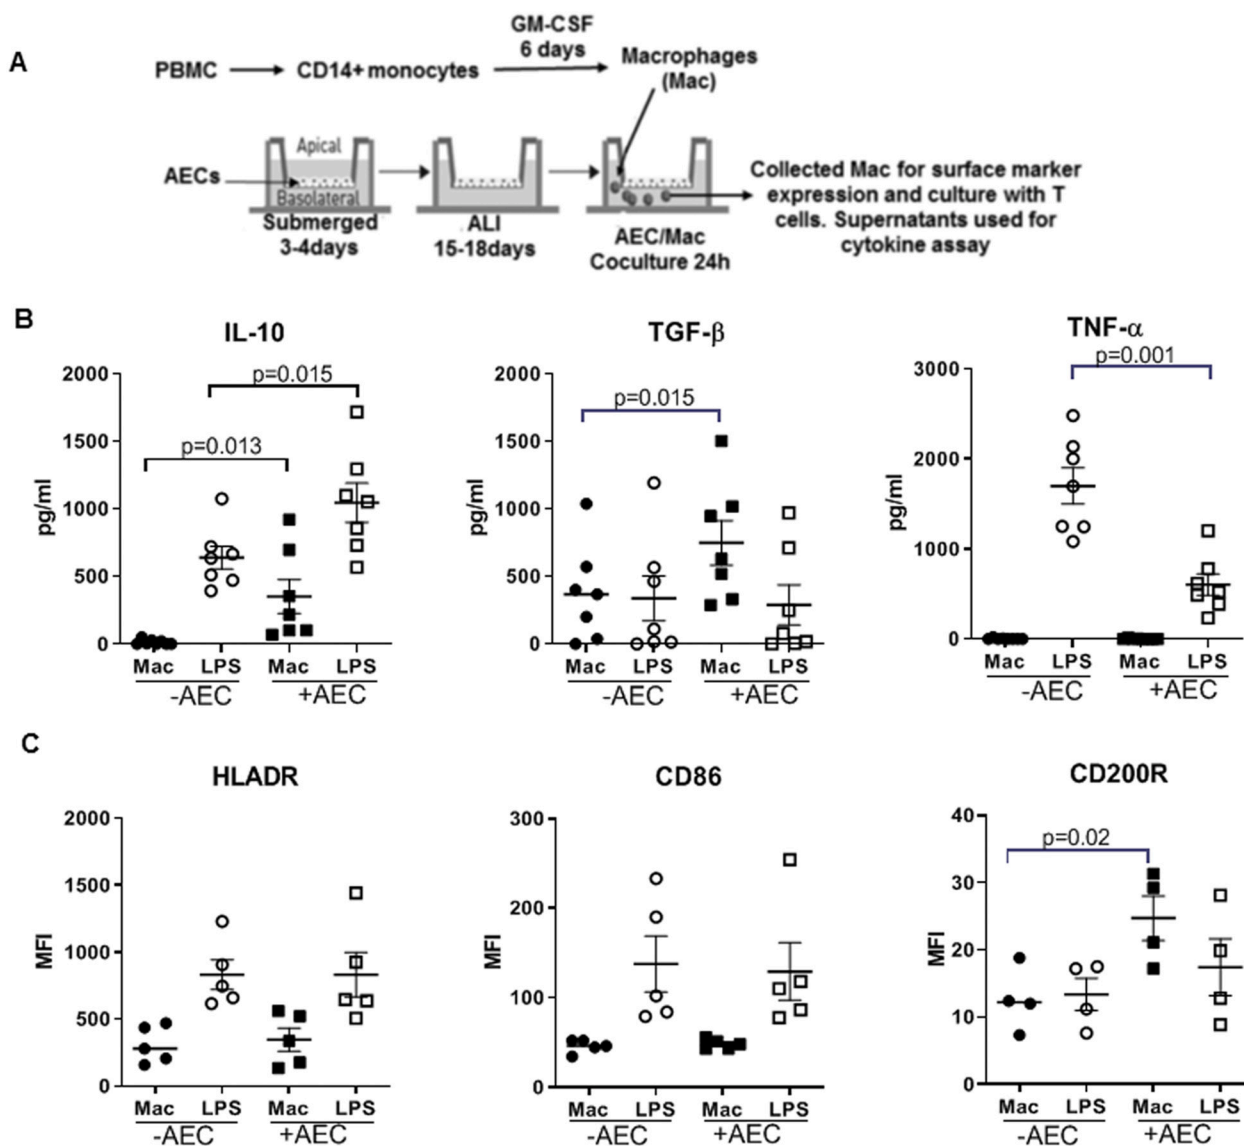 A
GM-CSF
6 days
PBMC
CD14+ monocytes
Macrophages
(Mac)
Apical
AECs
Basolateral
Submerged
3-4days
ALI
15-18days
AEC/Mac
Coculture 24h
Collected Mac for surface marker
expression and culture with T
cells. Supernatants used for
cytokine assay
B
IL-10
pg/ml
2000
1500
1000
500
0
p=0.015
p=0.013
Mac LPS Mac LPS
-AEC +AEC
TGF-β
pg/ml
2000
1500
1000
500
0
p=0.015
Mac LPS Mac LPS
-AEC +AEC
TNF-α
pg/ml
3000
2000
1000
0
p=0.001
Mac LPS Mac LPS
-AEC +AEC
C
HLADR
MFI
2000
1500
1000
500
0
Mac LPS Mac LPS
-AEC +AEC
CD86
MFI
300
200
100
0
Mac LPS Mac LPS
-AEC +AEC
CD200R
MFI
40
30
20
10
0
p=0.02
Mac LPS Mac LPS
-AEC +AEC